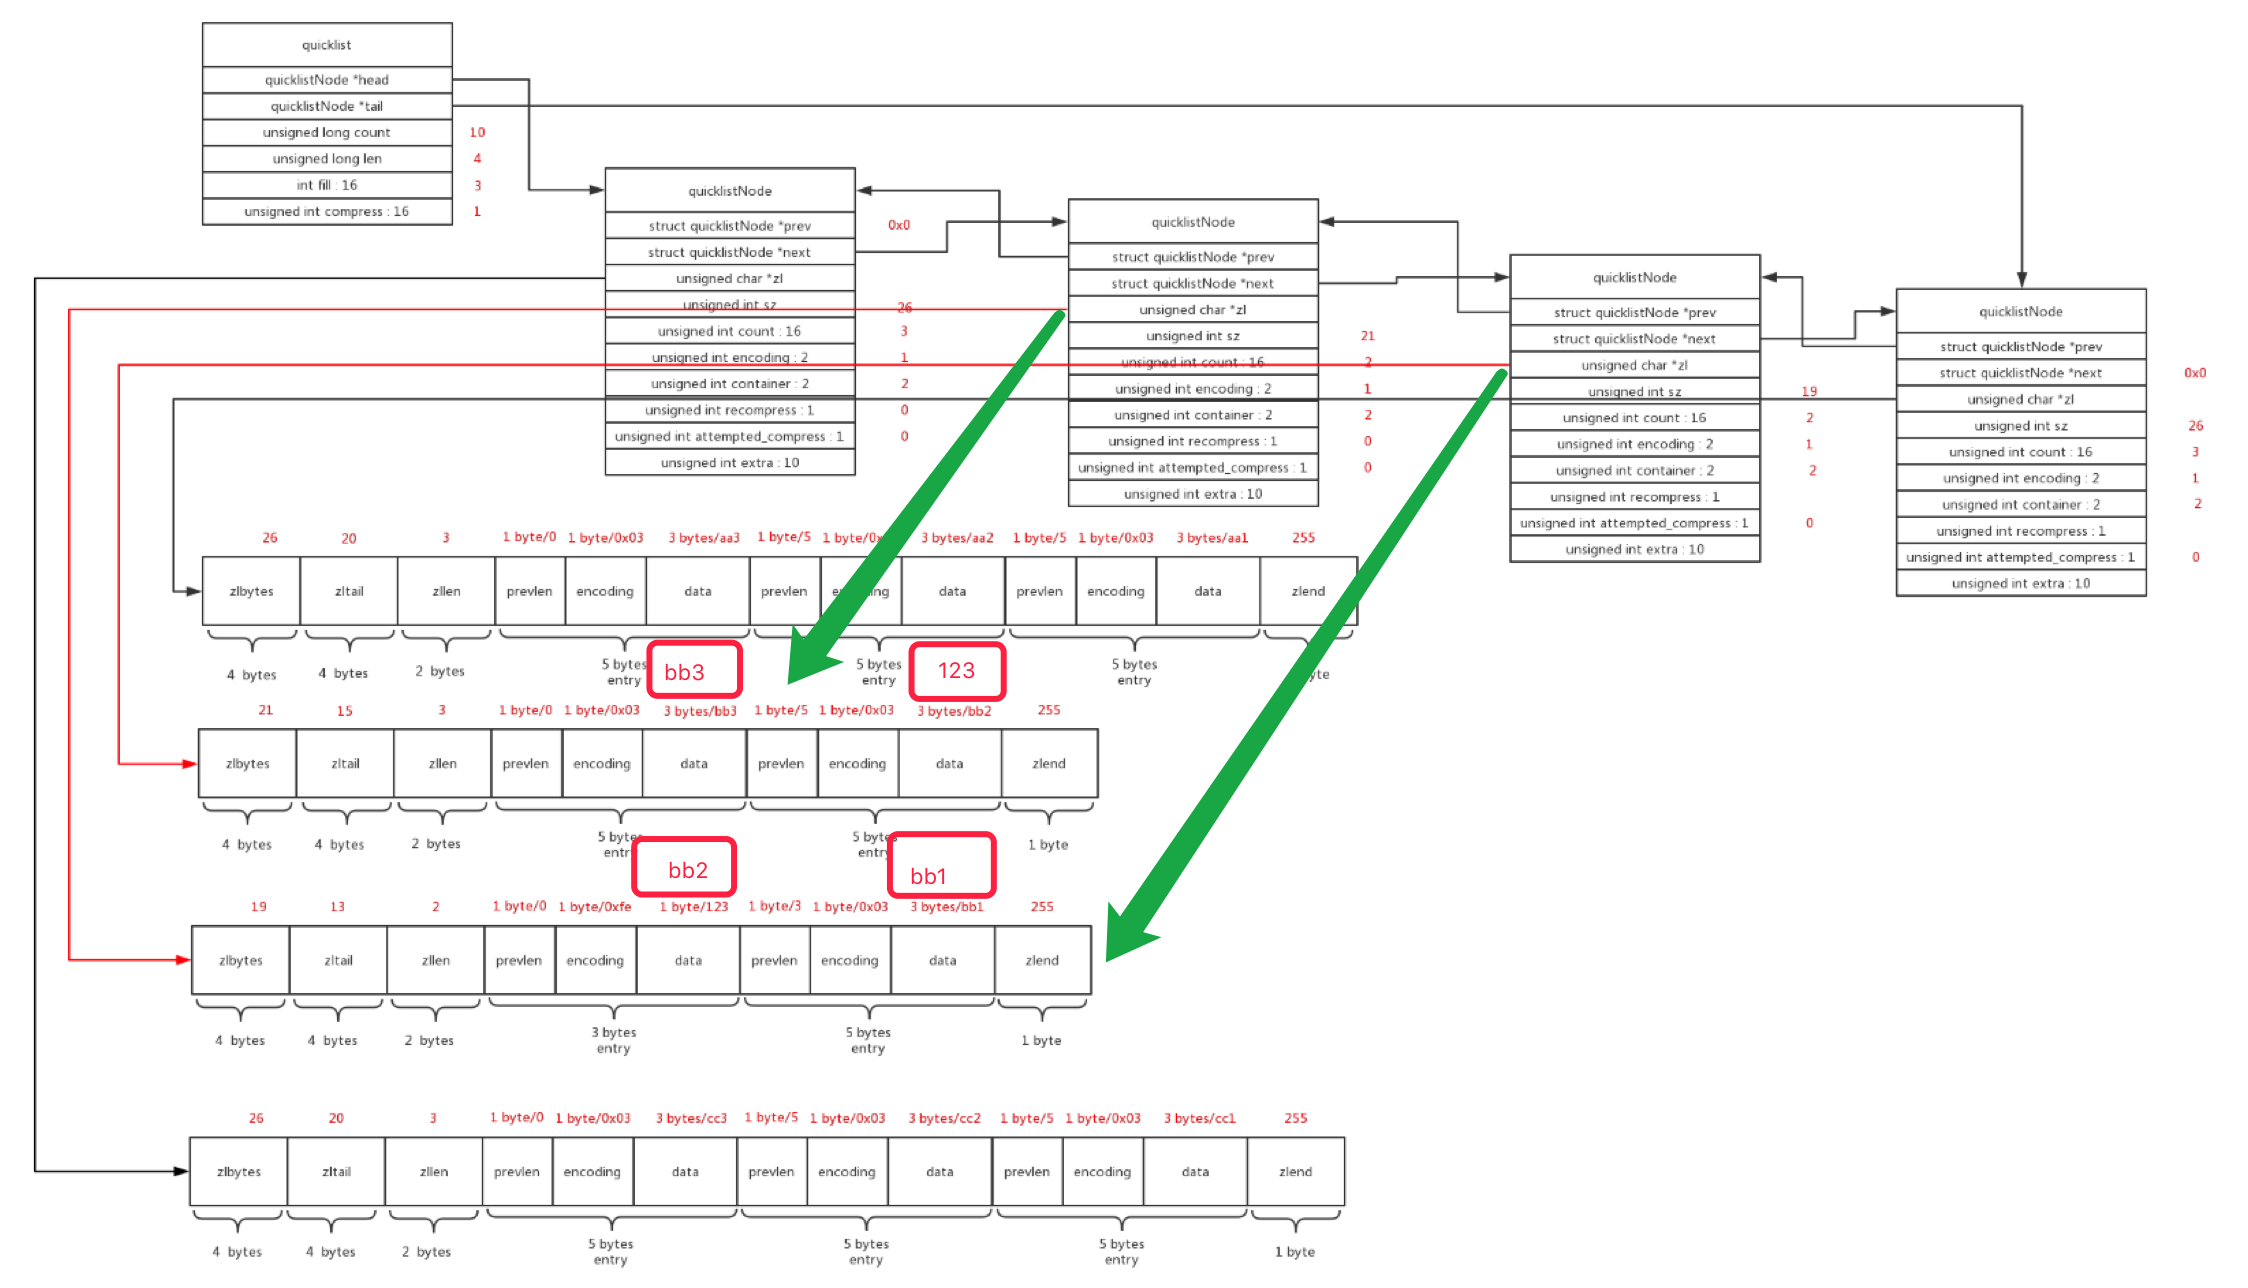 quicklist
quicklistNode *head
quicklistNode *tail
unsigned long count 10
unsigned long len 4
int fill : 16 3
unsigned int compress : 16 1
quicklistNode
struct quicklistNode *prev 0x0
struct quicklistNode *next
unsigned char *zl
unsigned int sz 26
unsigned int count : 16 3
unsigned int encoding : 2 1
unsigned int container : 2 2
unsigned int recompress : 1 0
unsigned int attempted_compress : 1 0
unsigned int extra : 10
quicklistNode
struct quicklistNode *prev
struct quicklistNode *next
unsigned char *zl
unsigned int sz 21
unsigned int count : 16 2
unsigned int encoding : 2 1
unsigned int container : 2 2
unsigned int recompress : 1 0
unsigned int attempted_compress : 1 0
unsigned int extra : 10
quicklistNode
struct quicklistNode *prev
struct quicklistNode *next
unsigned char *zl
unsigned int sz 19
unsigned int count : 16 2
unsigned int encoding : 2 1
unsigned int container : 2 2
unsigned int recompress : 1
unsigned int attempted_compress : 1 0
unsigned int extra : 10
quicklistNode
struct quicklistNode *prev
struct quicklistNode *next 0x0
unsigned char *zl
unsigned int sz 26
unsigned int count : 16 3
unsigned int encoding : 2 1
unsigned int container : 2 2
unsigned int recompress : 1
unsigned int attempted_compress : 1 0
unsigned int extra : 10
26 20 3 1 byte/0 1 byte/0x03 3 bytes/aa3 1 byte/5 1 3 bytes/aa2 1 byte/5 1 byte/0x03 3 bytes/aa1 255
zlbytes zltail zllen prevlen encoding data prevlen data prevlen encoding data zlend
4 bytes 4 bytes 2 bytes 5 bytes 5 bytes 5 bytes
entry entry entry
bb3 123
21 15 3 1 byte/0 1 byte/0x03 3 bytes/bb3 1 byte/5 1 byte/0x03 3 bytes/bb2 255
zlbytes zltail zllen prevlen encoding data prevlen encoding data zlend
4 bytes 4 bytes 2 bytes 5 bytes 5 bytes 1 byte
entry entry
bb2 bb1
19 13 2 1 byte/0 1 byte/0xfe 1 byte/123 1 byte/3 1 byte/0x03 3 bytes/bb1 255
zlbytes zltail zllen prevlen encoding data prevlen encoding data zlend
4 bytes 4 bytes 2 bytes 3 bytes 5 bytes 1 byte
entry entry
26 20 3 1 byte/0 1 byte/0x03 3 bytes/cc3 1 byte/5 1 byte/0x03 3 bytes/cc2 1 byte/5 1 byte/0x03 3 bytes/cc1 255
zlbytes zltail zllen prevlen encoding data prevlen encoding data prevlen encoding data zlend
4 bytes 4 bytes 2 bytes 5 bytes 5 bytes 5 bytes 1 byte
entry entry entry